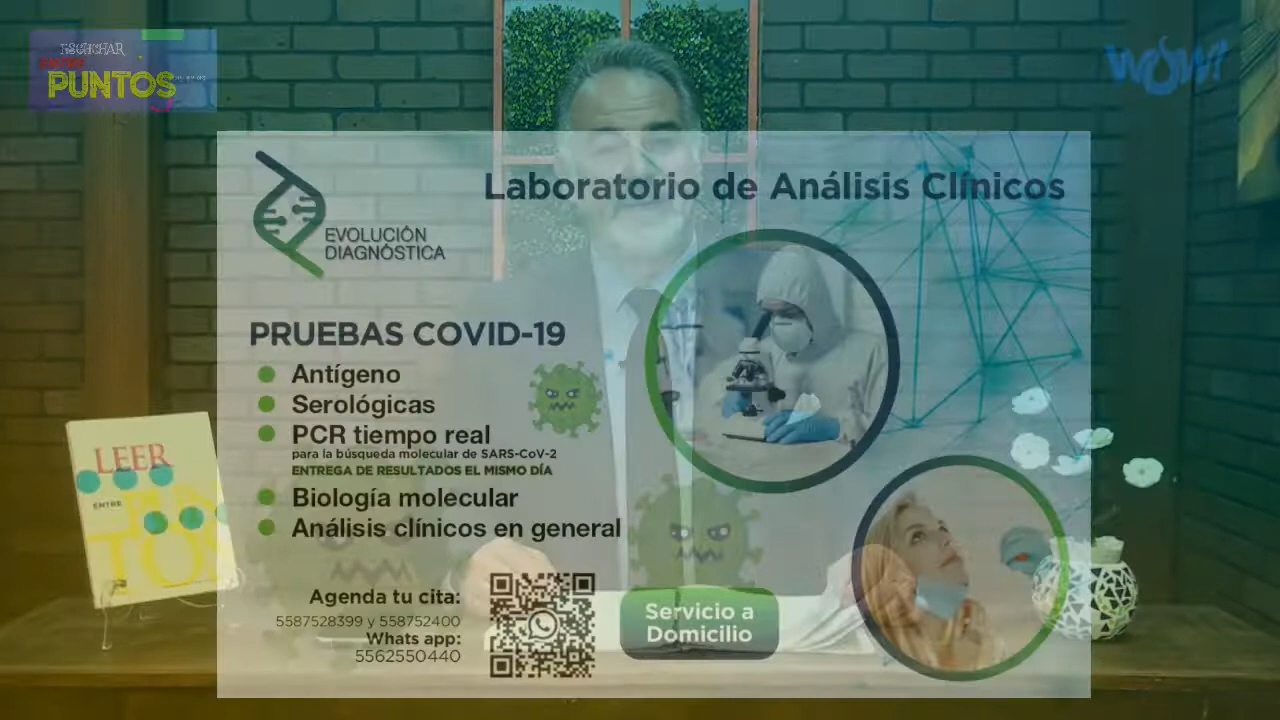 ESCUCHAR
ENTRE
PUNTOS
WOW!
Laboratorio de Análisis Clínicos
EVOLUCIÓN
DIAGNÓSTICA
PRUEBAS COVID-19
Antígeno
Serológicas
PCR tiempo real
para la búsqueda molecular de SARS-CoV-2
ENTREGA DE RESULTADOS EL MISMO DÍA
Biología molecular
Análisis clínicos en general
Agenda tu cita:
5587528399 y 558752400
Whats app:
5562550440
Servicio a
Domicilio
LEER
ENTRE